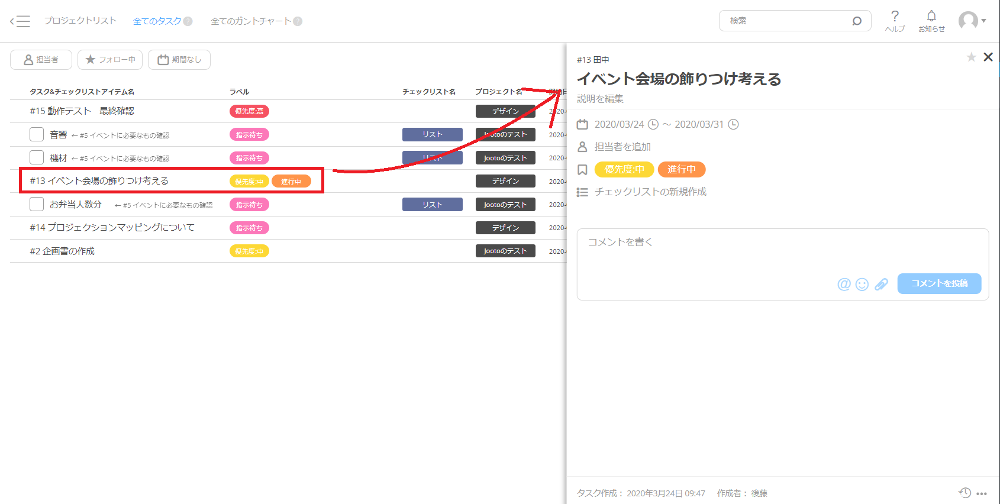 プロジェクトリスト 全てのタスク ? 全てのガントチャート ? 検索 ? ヘルプ お知らせ
担当者 フォロー中 期間なし
タスク&チェックリストアイテム名 ラベル チェックリスト名 プロジェクト名 開始日
#15 動作テスト　最終確認 優先度:高 デザイン 2020-
音響 ← #5 イベントに必要なもの確認 指示待ち リスト Jootoのテスト 2020-
機材 ← #5 イベントに必要なもの確認 指示待ち リスト Jootoのテスト 2020-
#13 イベント会場の飾りつけ考える 優先度:中 進行中 デザイン 2020-
お弁当人数分 ← #5 イベントに必要なもの確認 指示待ち リスト Jootoのテスト 2020-
#14 プロジェクションマッピングについて 指示待ち デザイン 2020-
#2 企画書の作成 優先度:中 Jootoのテスト 2020-
#13 田中
イベント会場の飾りつけ考える
説明を編集
2020/03/24 ～ 2020/03/31
担当者を追加
優先度:中 進行中
チェックリストの新規作成
コメントを書く
@ コメントを投稿
タスク作成： 2020年3月24日 09:47 作成者： 後藤